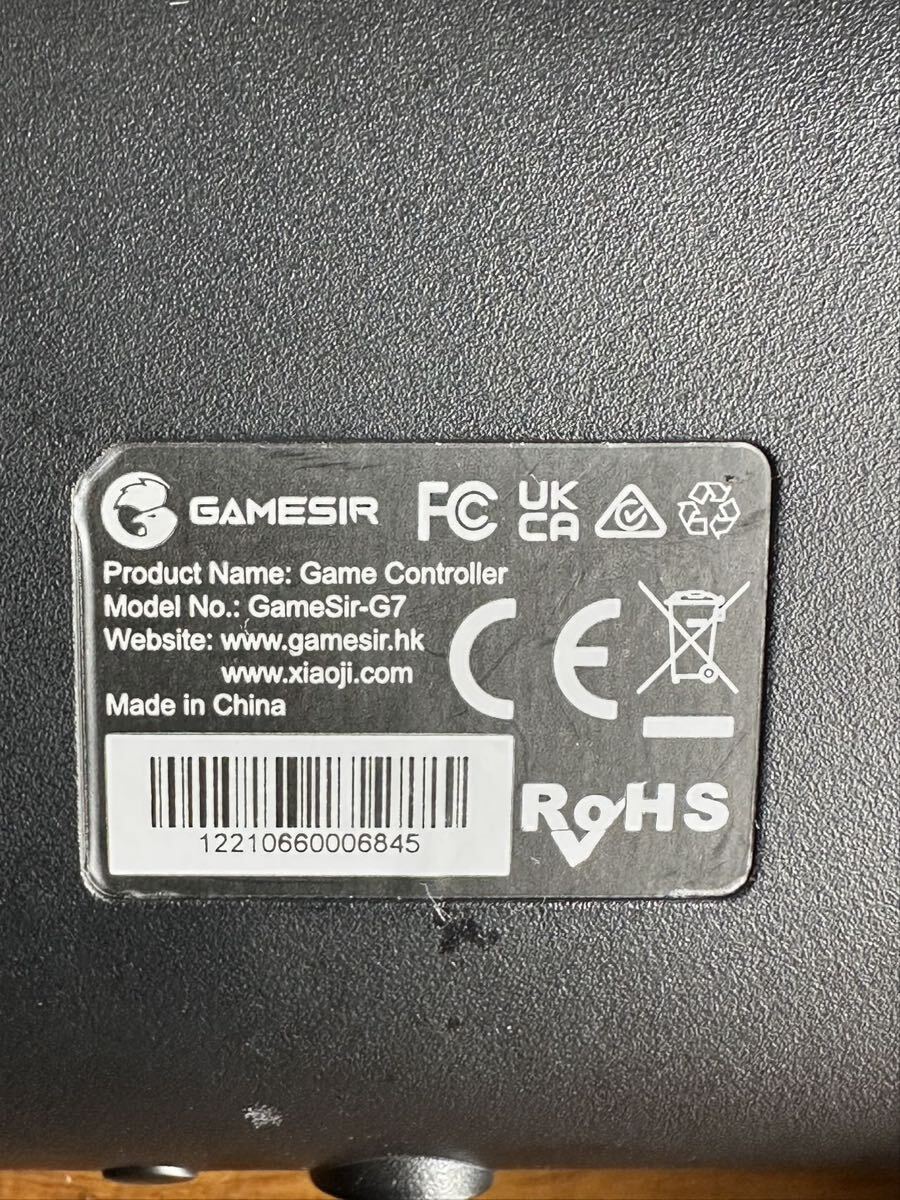 GAMESIR FC UK CA
Product Name: Game Controller
Model No.: GameSir-G7
Website: www.gamesir.hk
www.xiaoji.com
Made in China
CE
12210660006845
RoHS